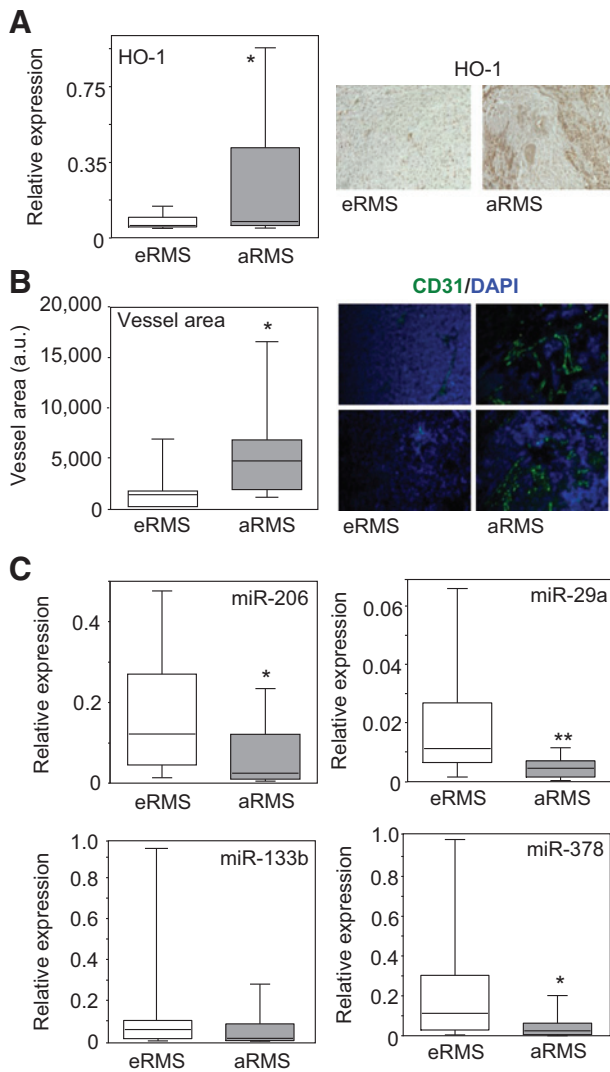 A
HO-1
*
Relative expression
0.75
0.35
0
eRMS
aRMS
HO-1
eRMS
aRMS
B
Vessel area
*
Vessel area (a.u.)
20,000
15,000
10,000
5,000
0
eRMS
aRMS
CD31/DAPI
eRMS
aRMS
C
miR-206
*
Relative expression
0.4
0.2
0
eRMS
aRMS
miR-29a
**
Relative expression
0.06
0.04
0.02
0
eRMS
aRMS
miR-133b
Relative expression
1.0
0.8
0.6
0.4
0.2
0
eRMS
aRMS
miR-378
*
Relative expression
1.0
0.8
0.6
0.4
0.2
0
eRMS
aRMS